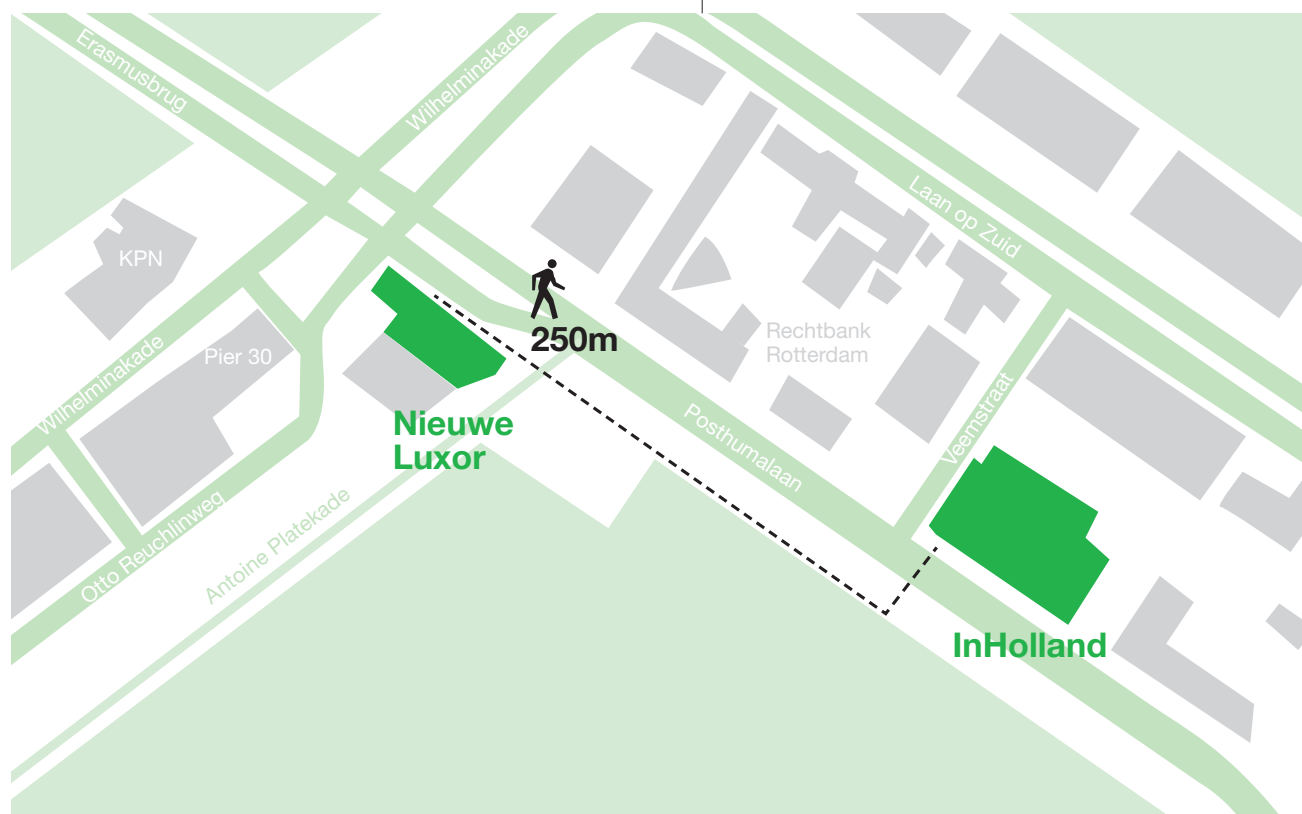 Erasmusbrug
Wilhelminakade
Laan op Zuid
KPN
250m
Rechtbank
Rotterdam
Pier 30
Wilhelminakade
Nieuwe
Luxor
Posthumalaan
Veemstraat
Otto Reuchlinweg
Antoine Platekade
InHolland